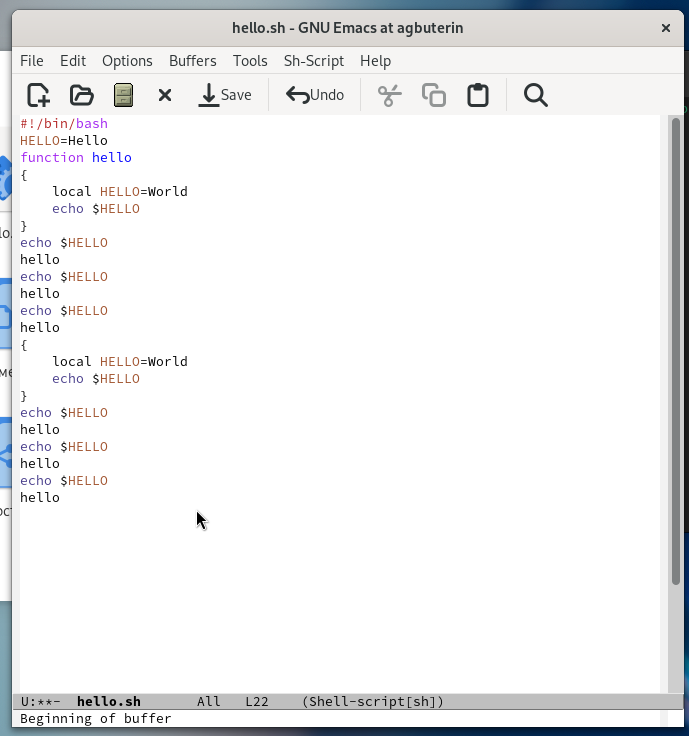 hello.sh - GNU Emacs at agbuterin
File Edit Options Buffers Tools Sh-Script Help
Save Undo
#!/bin/bash
HELLO=Hello
function hello
{
    local HELLO=World
    echo $HELLO
}
echo $HELLO
hello
echo $HELLO
hello
echo $HELLO
hello
{
    local HELLO=World
    echo $HELLO
}
echo $HELLO
hello
echo $HELLO
hello
echo $HELLO
hello
U:**-  hello.sh       All   L22    (Shell-script[sh])
Beginning of buffer